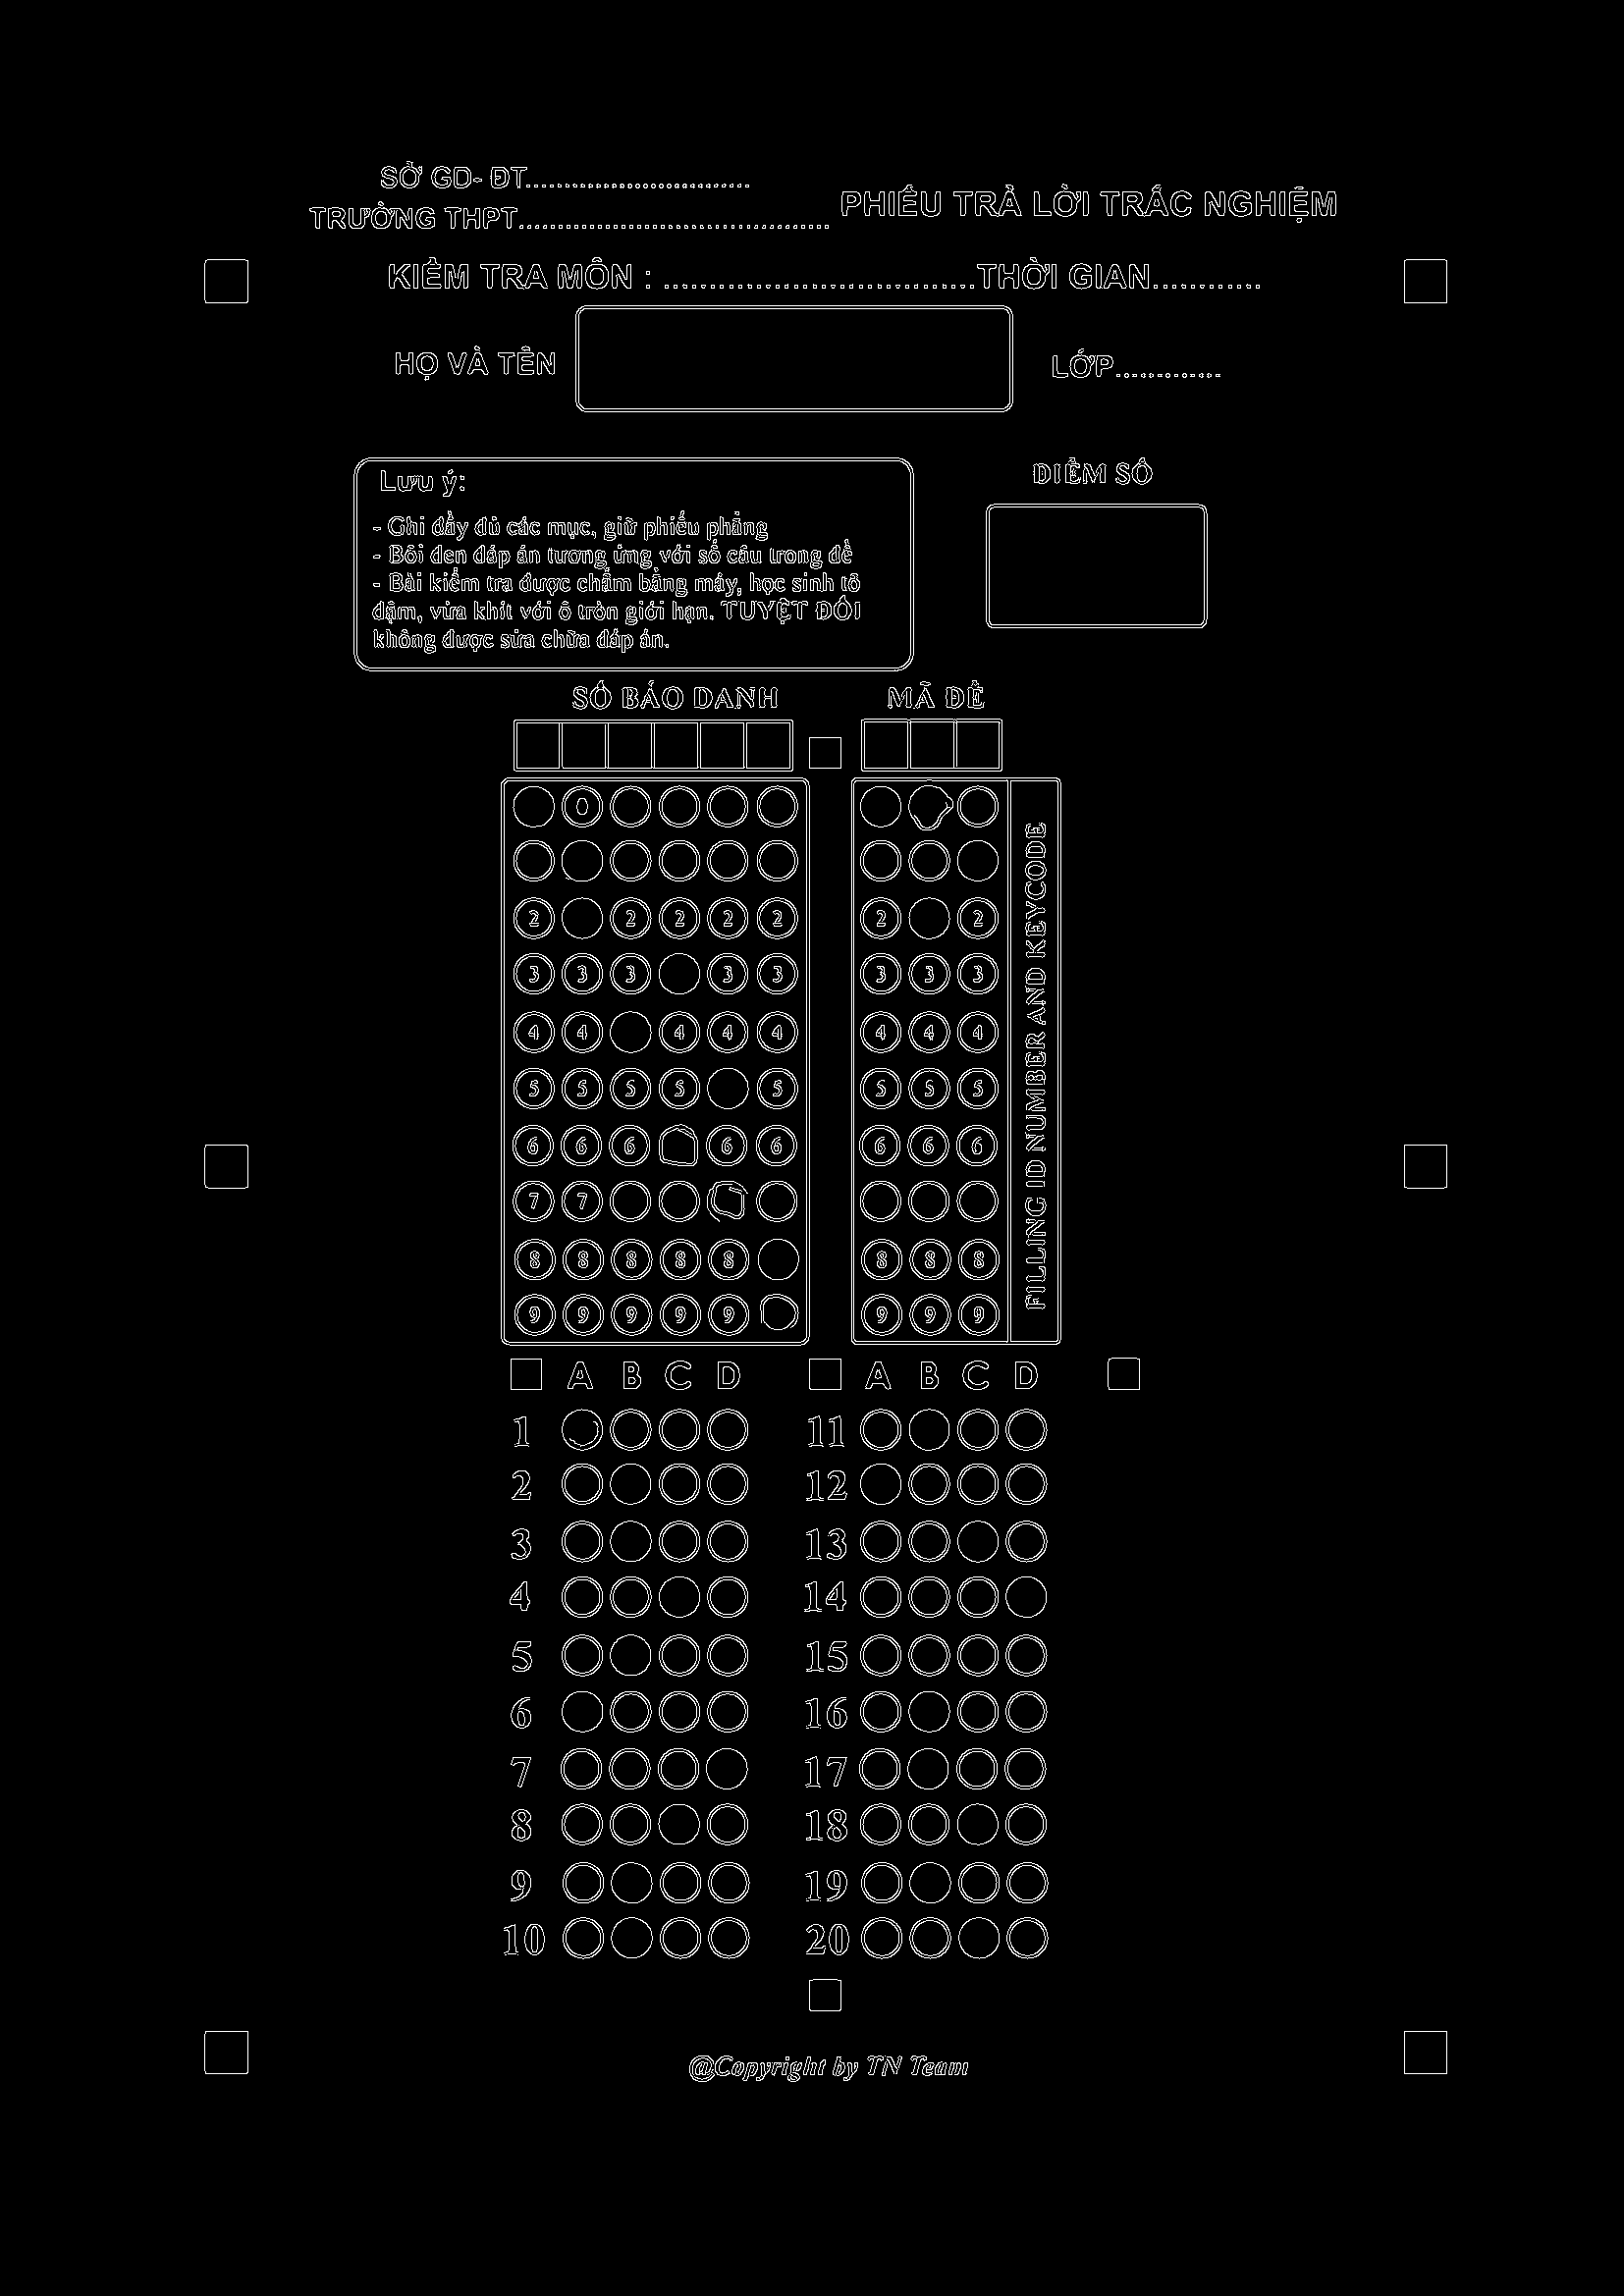 SỞ GD- ĐT.............................
TRƯỜNG THPT........................................
PHIẾU TRẢ LỜI TRẮC NGHIỆM
KIỂM TRA MÔN : ..................................THỜI GIAN............
HỌ VÀ TÊN
LỚP.............
Lưu ý:
- Ghi đầy đủ các mục, giữ phiếu phẳng
- Bôi đen đáp án tương ứng với số câu trong đề
- Bài kiểm tra được chấm bằng máy, học sinh tô
đậm, vừa khít với ô tròn giới hạn. TUYỆT ĐỐI
không được sửa chữa đáp án.
ĐIỂM SỐ
SỐ BÁO DANH
MÃ ĐỀ
0
2 2 2 2 2 2 2
3 3 3 3 3 3 3 3
4 4 4 4 4 4 4 4
5 5 5 5 5 5 5 5
6 6 6 6 6 6 6 6
7 7
8 8 8 8 8 8 8 8
9 9 9 9 9 9 9 9
FILLING ID NUMBER AND KEYCODE
A B C D
1
2
3
4
5
6
7
8
9
10
A B C D
11
12
13
14
15
16
17
18
19
20
@Copyright by TN Team